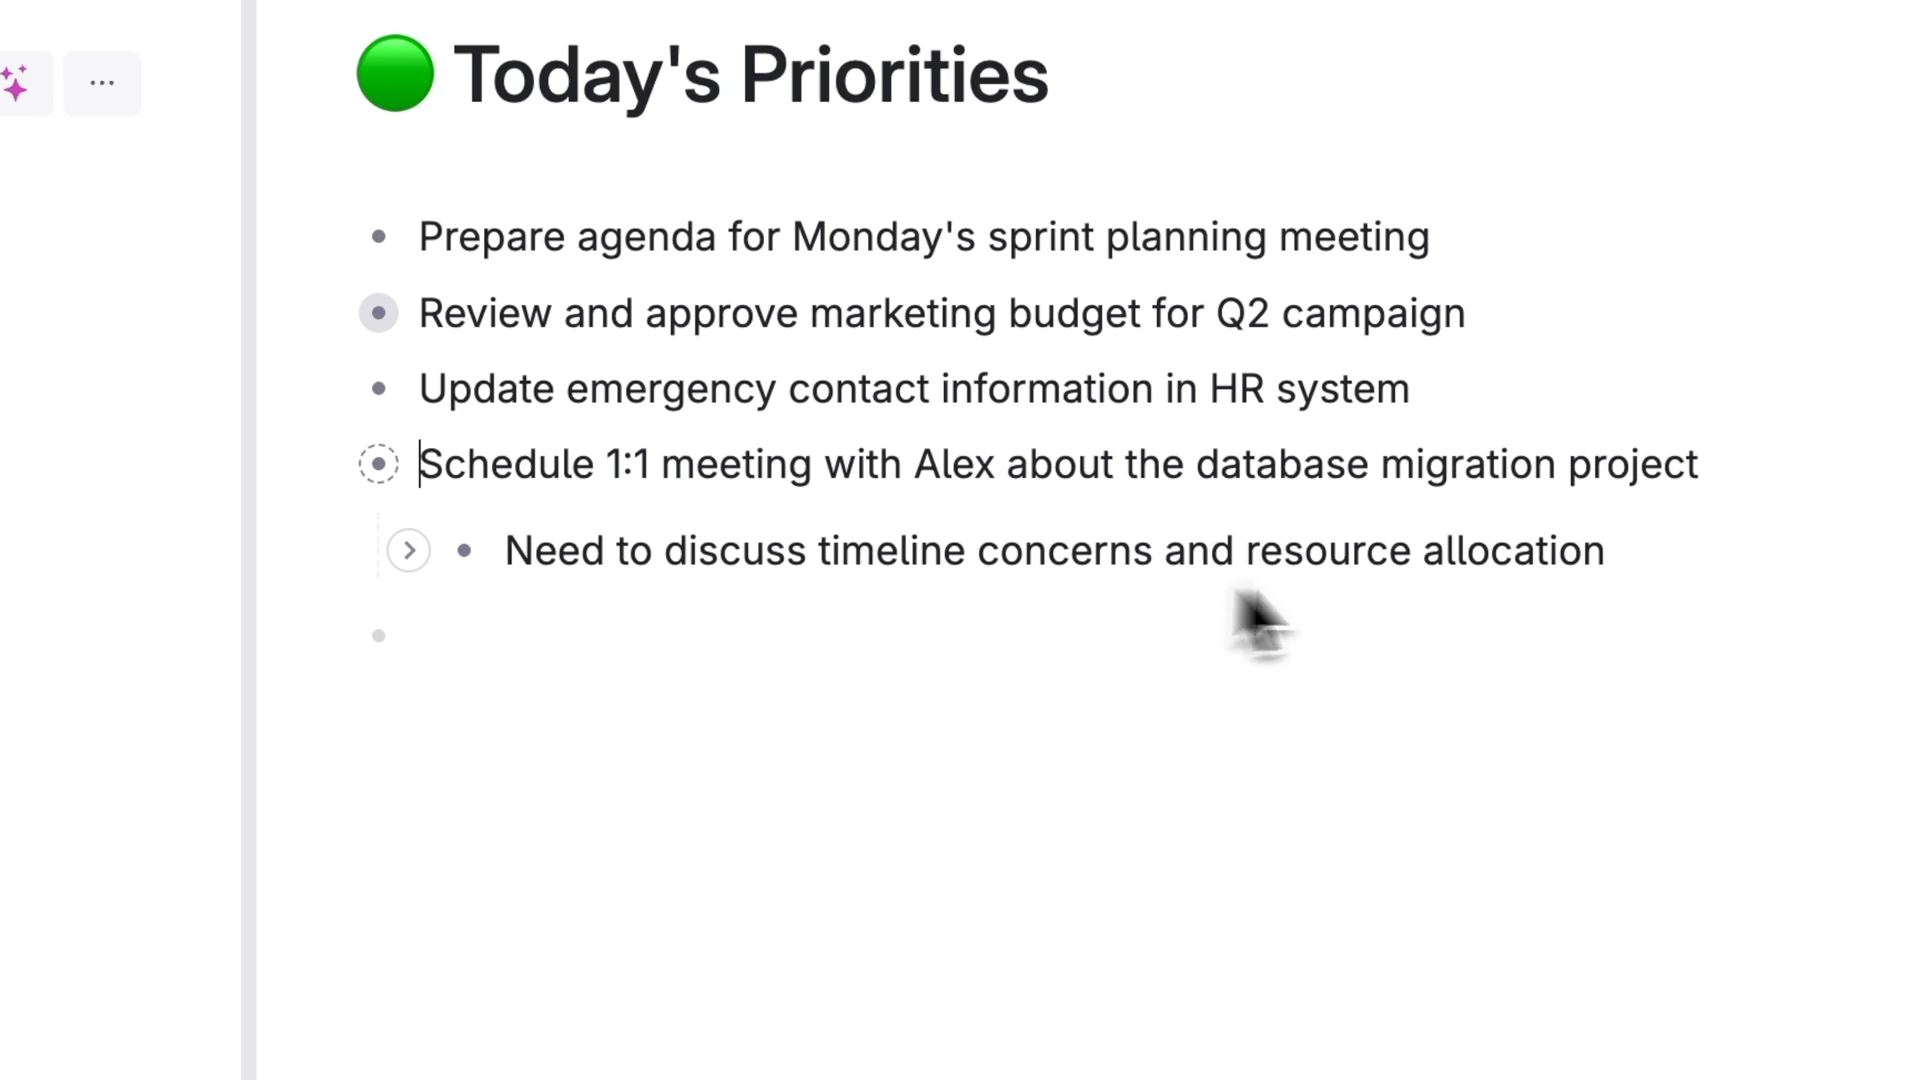 Today's Priorities
Prepare agenda for Monday's sprint planning meeting
Review and approve marketing budget for Q2 campaign
Update emergency contact information in HR system
Schedule 1:1 meeting with Alex about the database migration project
Need to discuss timeline concerns and resource allocation